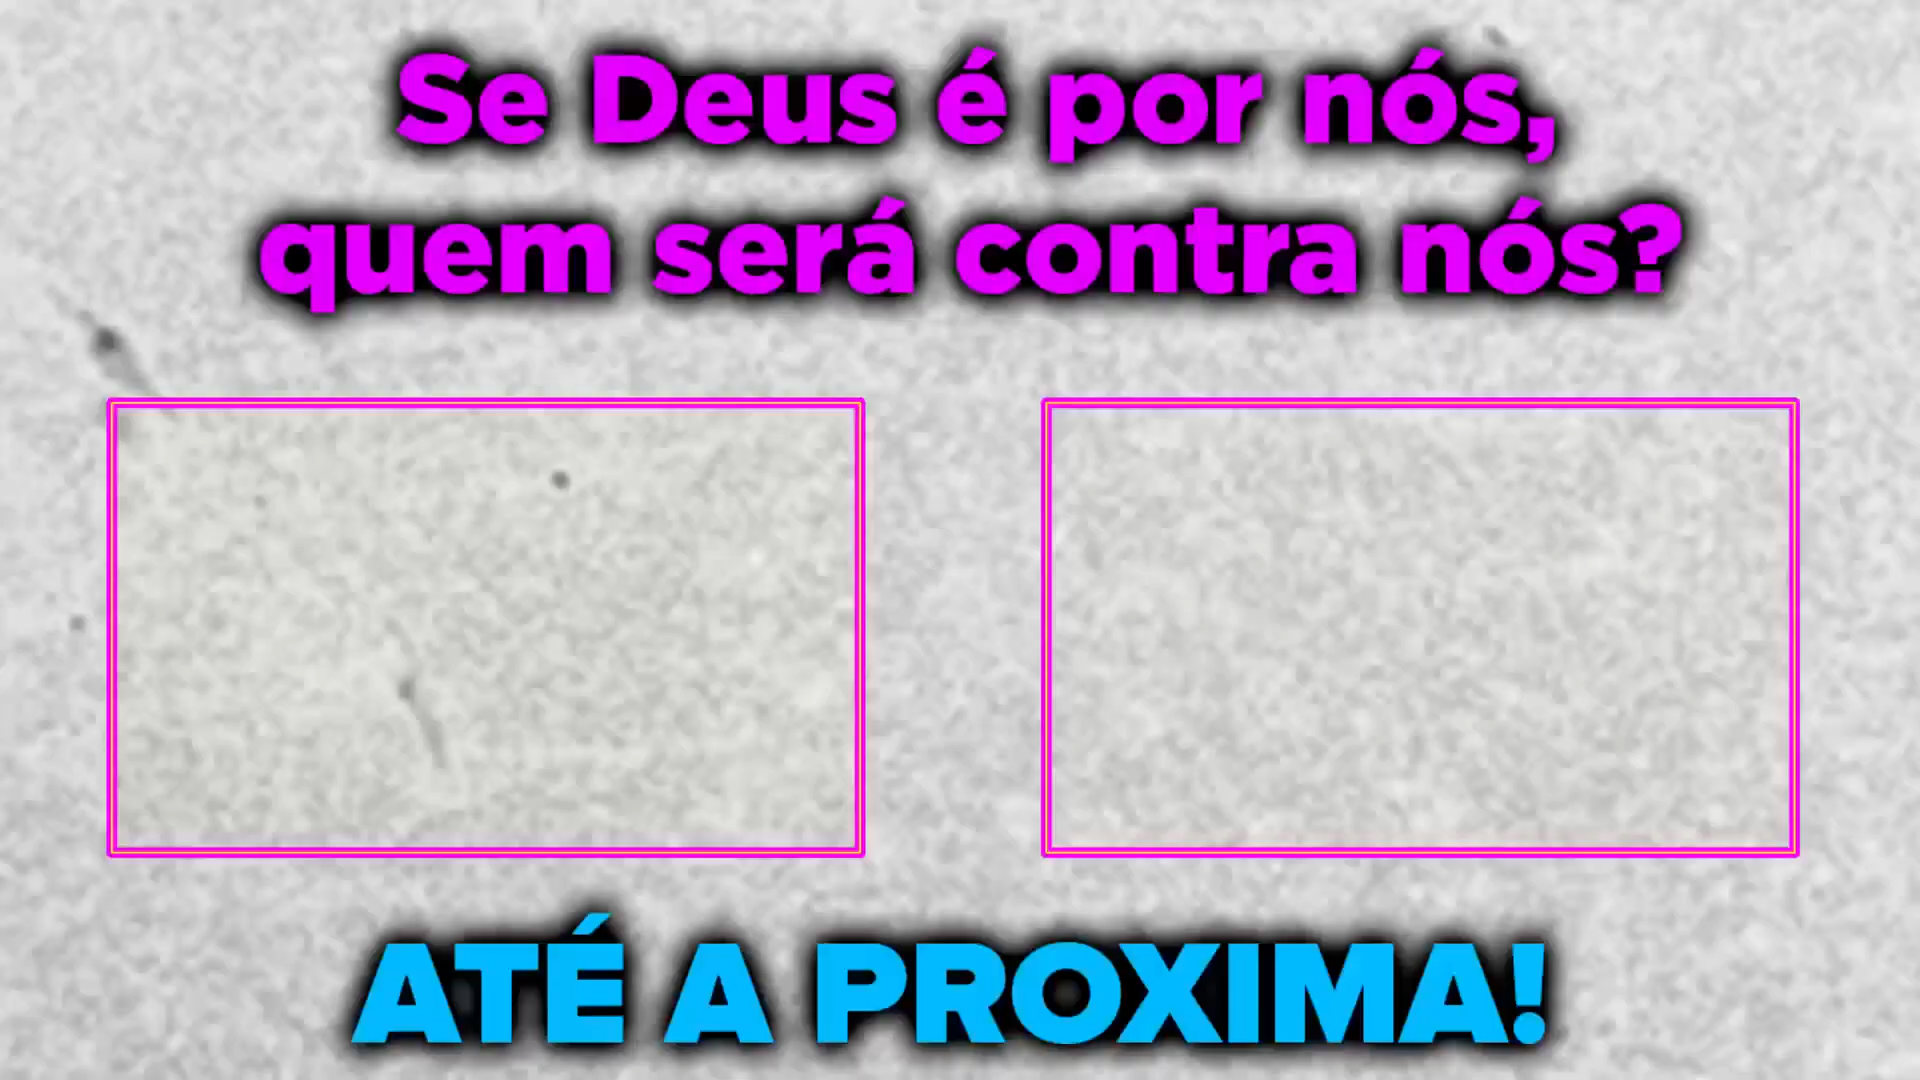 Se Deus é por nós,
quem será contra nós?
ATÉ A PROXIMA!